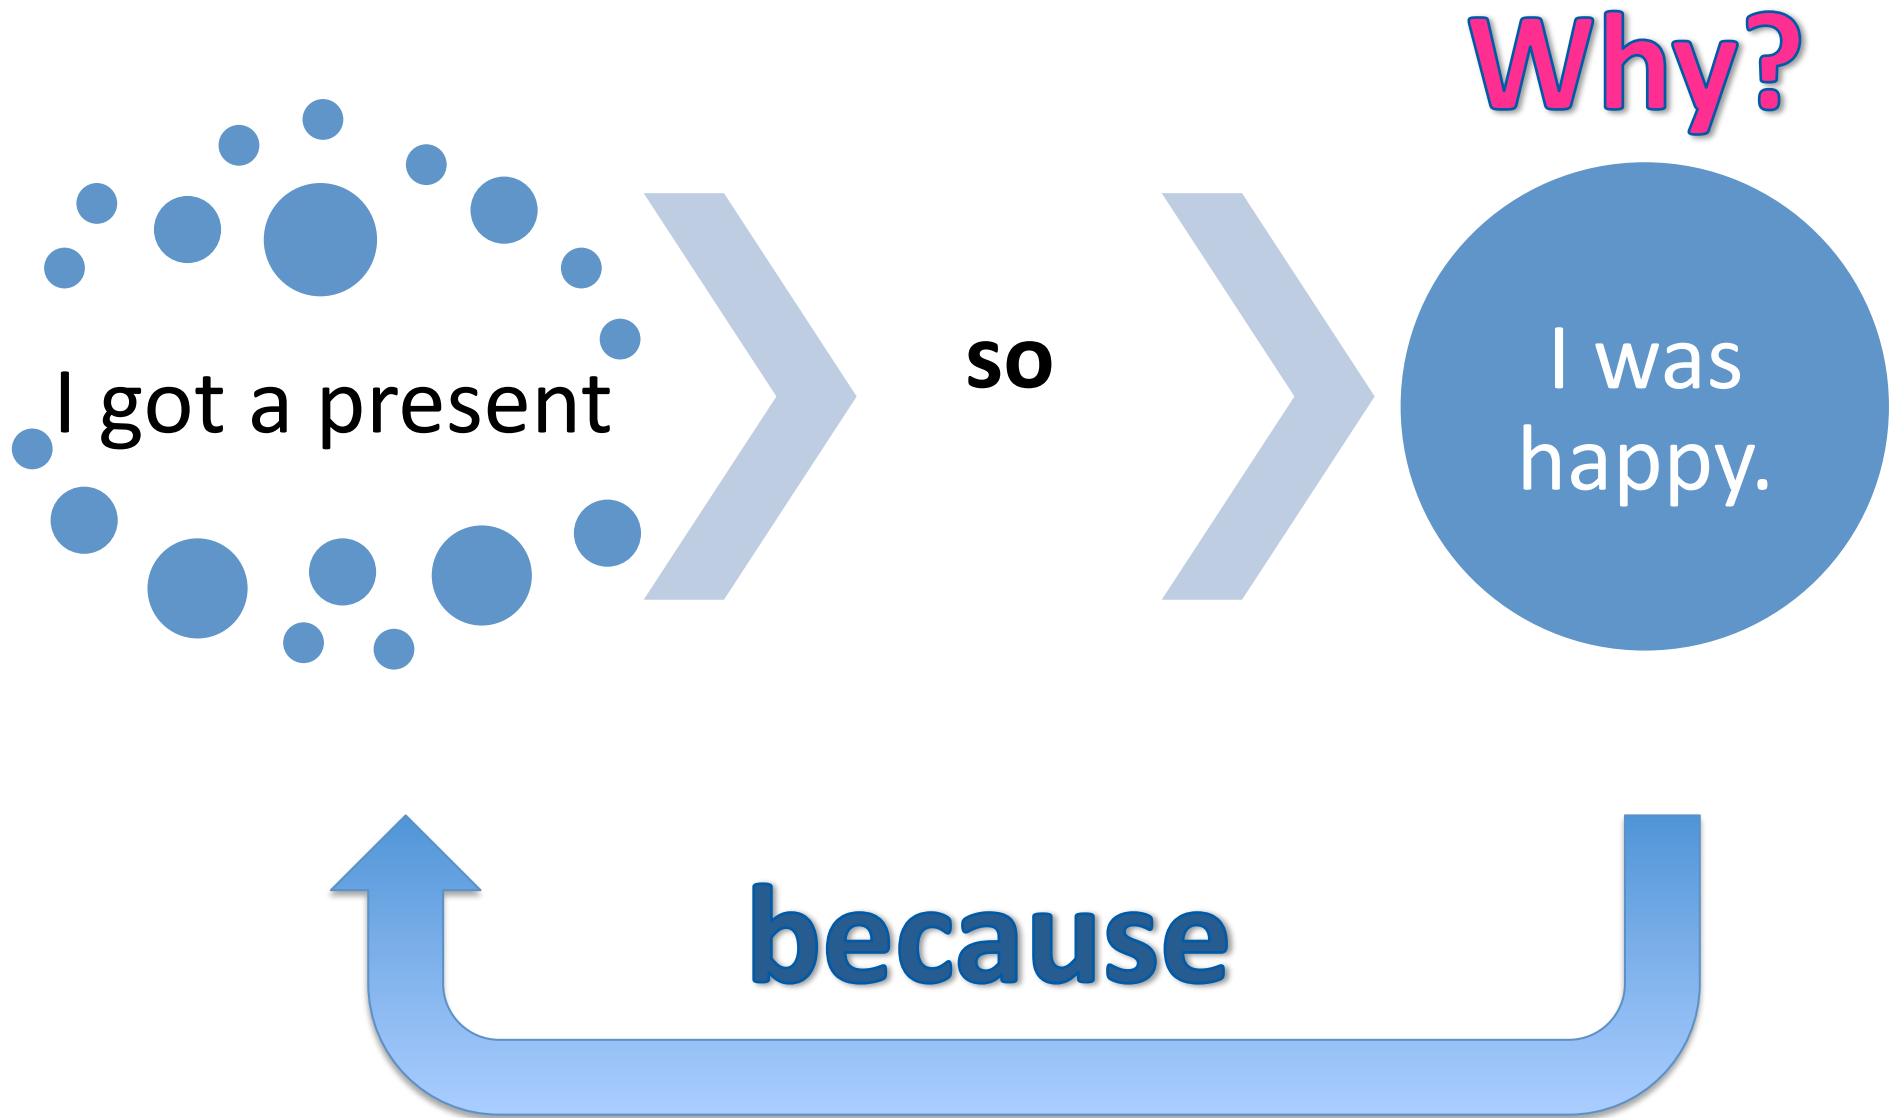 Why?
I got a present
so
I was
happy.
because